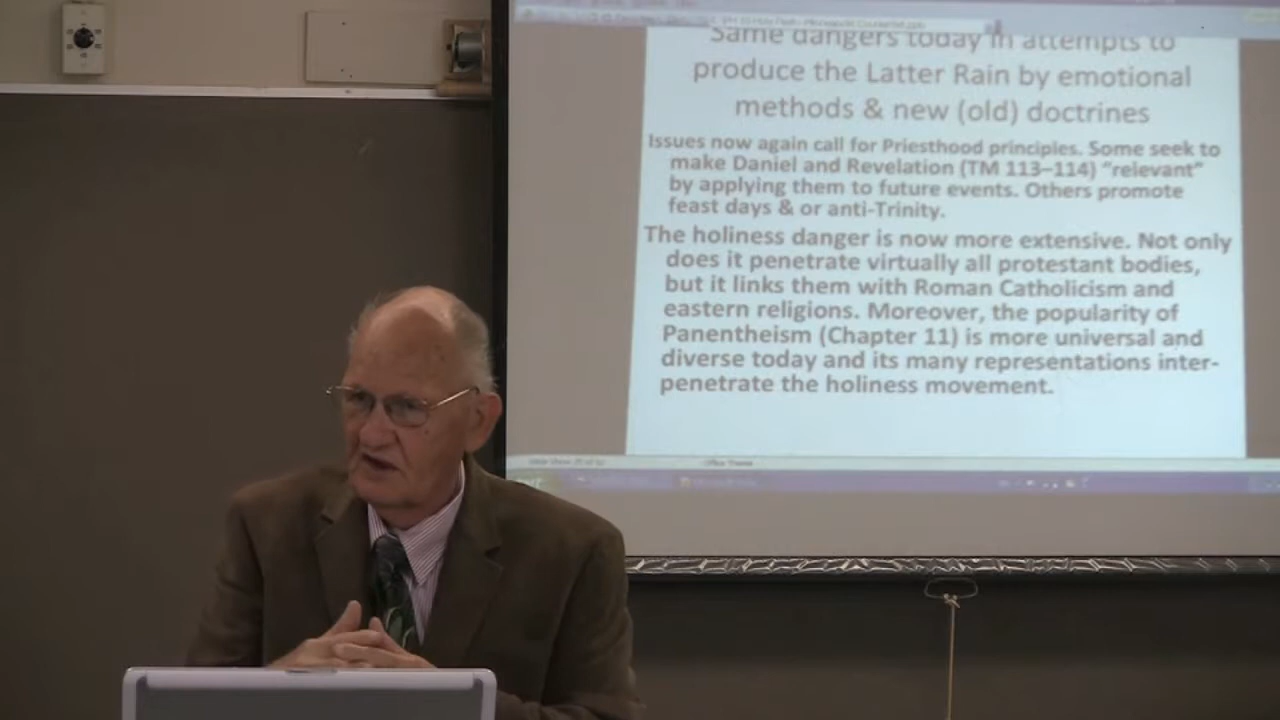 Same dangers today in attempts to
produce the Latter Rain by emotional
methods & new (old) doctrines
Issues now again call for Priesthood principles. Some seek to
make Daniel and Revelation (TM 113–114) “relevant”
by applying them to future events. Others promote
feast days & or anti-Trinity.
The holiness danger is now more extensive. Not only
does it penetrate virtually all protestant bodies,
but it links them with Roman Catholicism and
eastern religions. Moreover, the popularity of
Panentheism (Chapter 11) is more universal and
diverse today and its many representations inter-
penetrate the holiness movement.
Office Theme